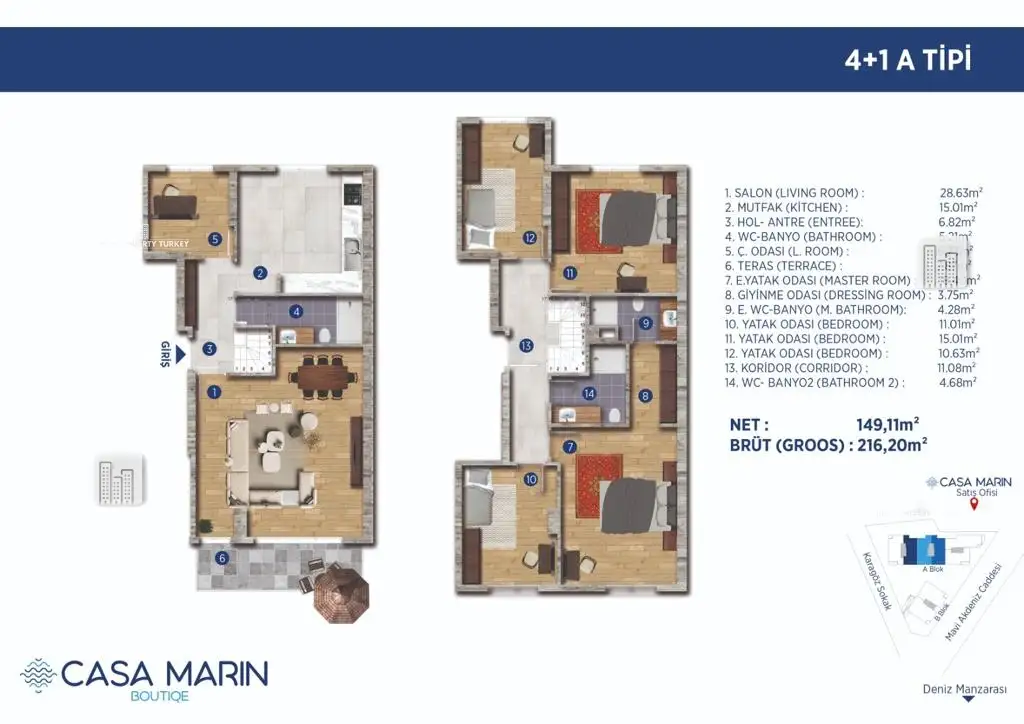 4+1 A TİPİ
1. SALON (LIVING ROOM) : 28.63m²
2. MUTFAK (KİTCHEN) : 15.01m²
3. HOL- ANTRE (ENTREE): 6.82m²
4. WC-BANYO (BATHROOM) :
5. Ç. ODASI (L. ROOM) :
6. TERAS (TERRACE) :
7. E.YATAK ODASI (MASTER ROOM)
8. GİYİNME ODASI (DRESSING ROOM) : 3.75m²
9. E. WC-BANYO (M. BATHROOM): 4.28m²
10. YATAK ODASI (BEDROOM) : 11.01m²
11. YATAK ODASI (BEDROOM) : 15.01m²
12. YATAK ODASI (BEDROOM) : 10.63m²
13. KORİDOR (CORRIDOR) : 11.08m²
14. WC- BANYO2 (BATHROOM 2) : 4.68m²
NET : 149,11m²
BRÜT (GROOS) : 216,20m²
5
RTY TURKEY
2
4
3
GİRİŞ
1
6
12
11
9
13
14
8
7
10
CASA MARIN
Satış Ofisi
A Blok
B Blok
Karagöz Sokak
Mavi Akdeniz Caddesi
Deniz Manzarası
CASA MARIN
BOUTIQE